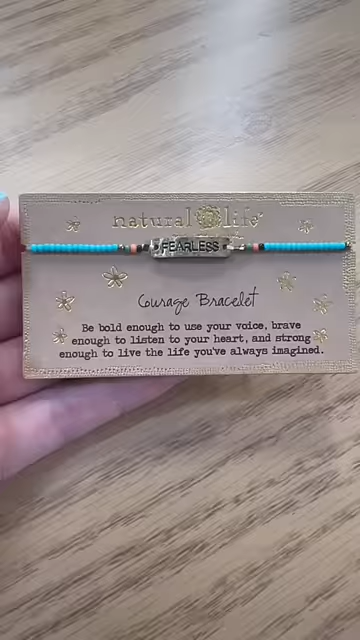 natural life
FEARLESS
Courage Bracelet
Be bold enough to use your voice, brave
enough to listen to your heart, and strong
enough to live the life you've always imagined.